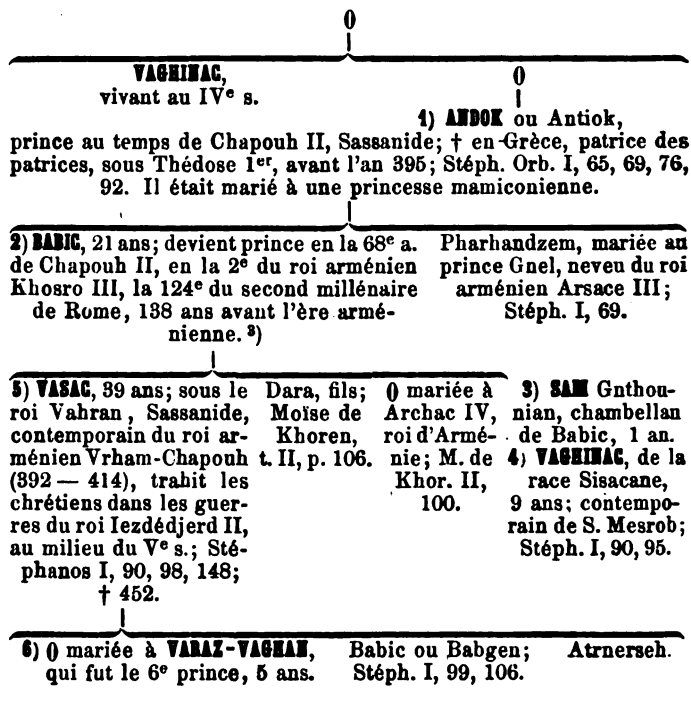 0
VAGHINAC,
vivant au IVᵉ s.
0
1) ANDOK ou Antiok,
prince au temps de Chapouh II, Sassanide; † en Grèce, patrice des
patrices, sous Thédose 1ᵉʳ, avant l'an 395; Stéph. Orb. I, 65, 69, 76,
92. Il était marié à une princesse mamiconienne.
2) BABIC, 21 ans; devient prince en la 68ᵉ a.
de Chapouh II, en la 2ᵉ du roi arménien
Khosro III, la 124ᵉ du second millénaire
de Rome, 138 ans avant l'ère armé-
nienne. ³)
Pharhandzem, mariée au
prince Gnel, neveu du roi
arménien Arsace III;
Stéph. I, 69.
5) VASAC, 39 ans; sous le
roi Vahran, Sassanide,
contemporain du roi ar-
ménien Vrham-Chapouh
(392 — 414), trahit les
chrétiens dans les guer-
res du roi Iezdédjerd II,
au milieu du Vᵉ s.; Sté-
phanos I, 90, 98, 148;
† 452.
Dara, fils;
Moïse de
Khoren,
t. II, p. 106.
0 mariée à
Archac IV,
roi d'Armé-
nie; M. de
Khor. II,
100.
3) SAM Gnthou-
nian, chambellan
de Babic, 1 an.
4) VAGHINAC, de la
race Sisacane,
9 ans; contempo-
rain de S. Mesrob;
Stéph. I, 90, 95.
6) 0 mariée à VARAZ-VAGHAN,
qui fut le 6ᵉ prince, 5 ans.
Babic ou Babgen;
Stéph. I, 99, 106.
Atrnerseh.